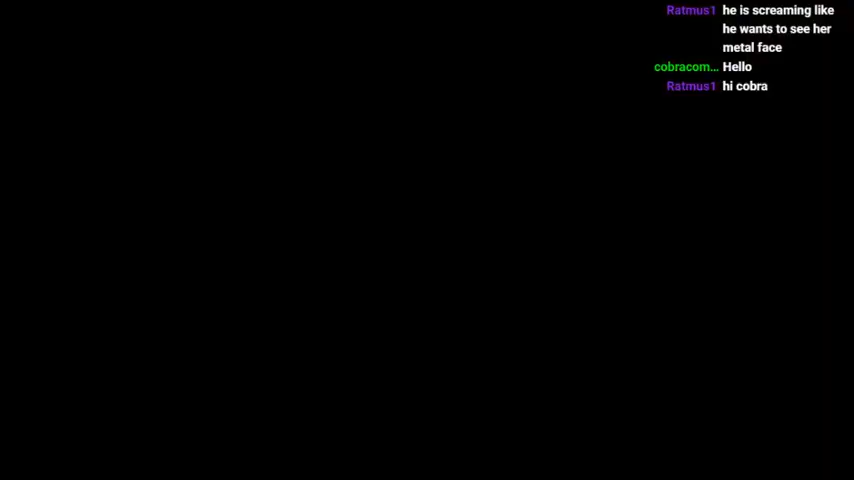 Ratmus1 he is screaming like
he wants to see her
metal face
cobracom... Hello
Ratmus1 hi cobra